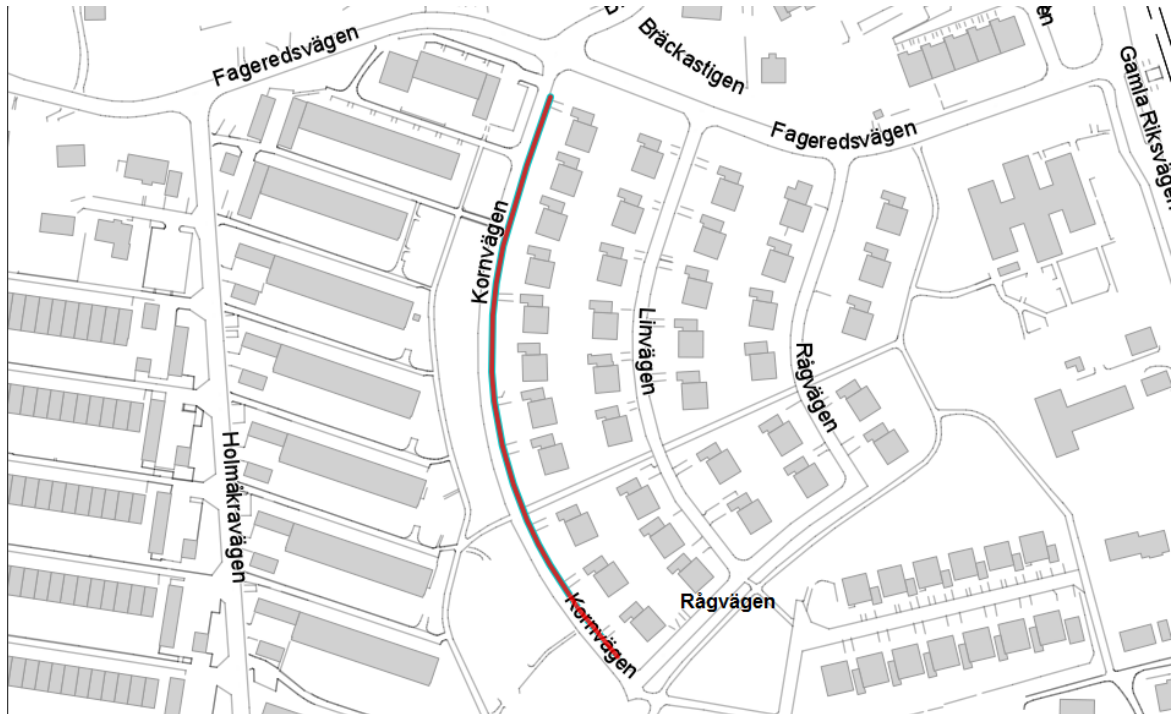 Fageredsvägen
Bräckastigen
Gamla Riksvägen
Fageredsvägen
Kornvägen
Linvägen
Rågvägen
Holmåkravägen
Rågvägen
Kornvägen